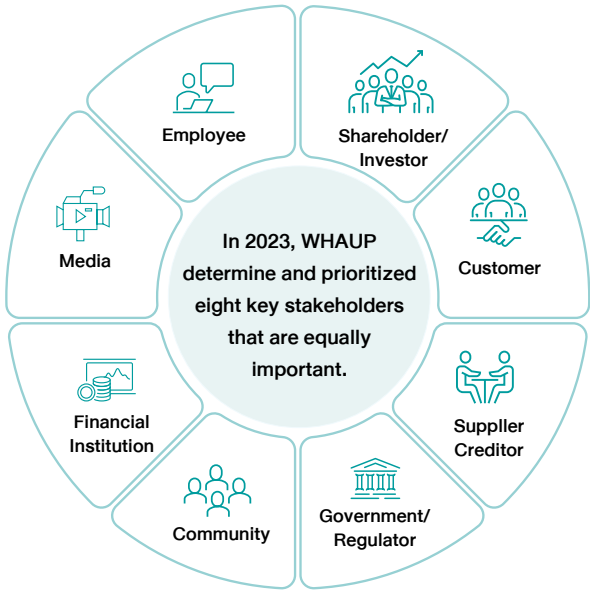 Employee
Shareholder/
Investor
Media
Customer
In 2023, WHAUP
determine and prioritized
eight key stakeholders
that are equally
important.
Financial
Institution
Suppller
Creditor
Community
Government/
Regulator